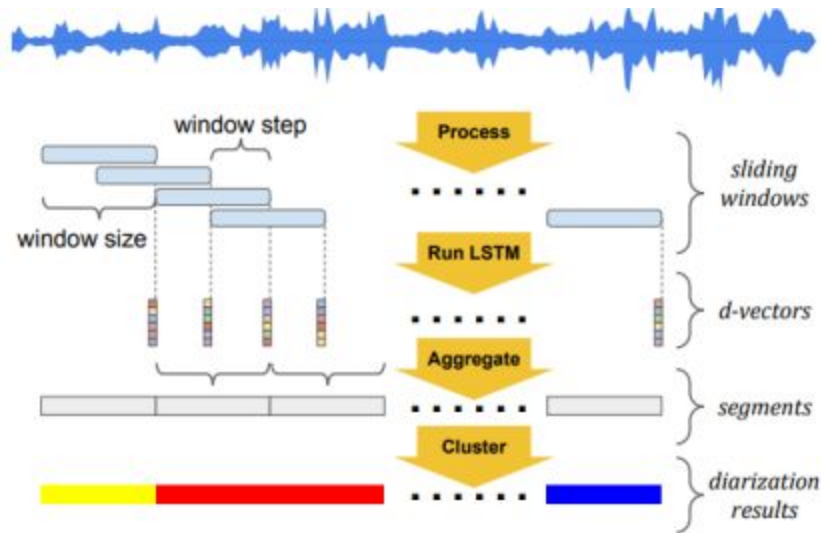 window step
Process
sliding
windows
window size
Run LSTM
d-vectors
Aggregate
segments
Cluster
diarization
results